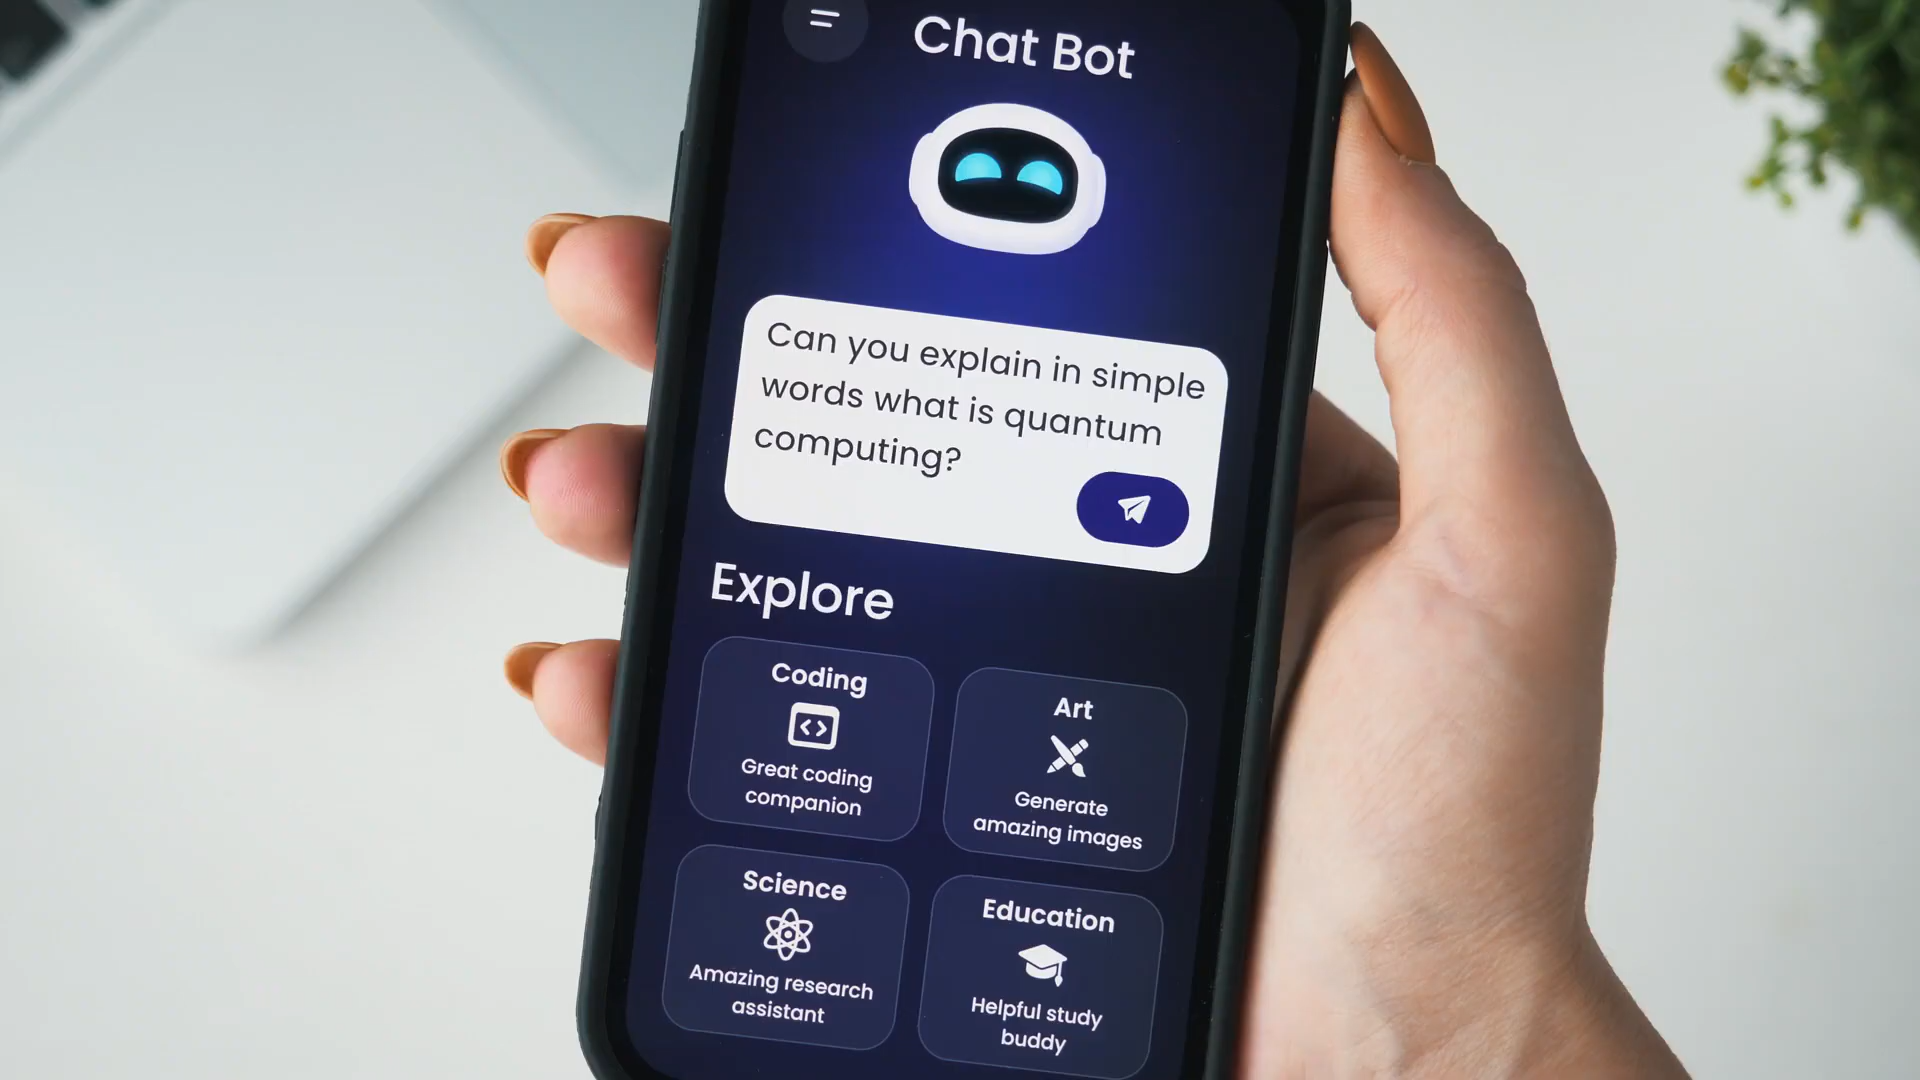 Chat Bot
Can you explain in simple
words what is quantum
computing?
Explore
Coding
Great coding
companion
Art
Generate
amazing images
Science
Amazing research
assistant
Education
Helpful study
buddy